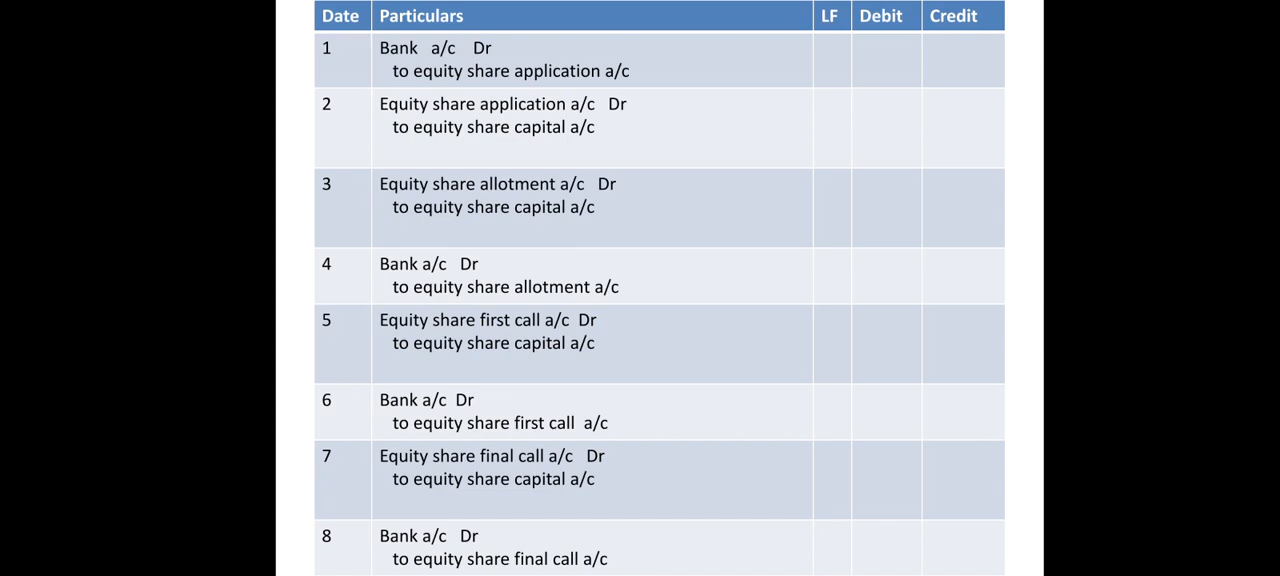 Date Particulars LF Debit Credit
1 Bank a/c Dr
to equity share application a/c
2 Equity share application a/c Dr
to equity share capital a/c
3 Equity share allotment a/c Dr
to equity share capital a/c
4 Bank a/c Dr
to equity share allotment a/c
5 Equity share first call a/c Dr
to equity share capital a/c
6 Bank a/c Dr
to equity share first call a/c
7 Equity share final call a/c Dr
to equity share capital a/c
8 Bank a/c Dr
to equity share final call a/c